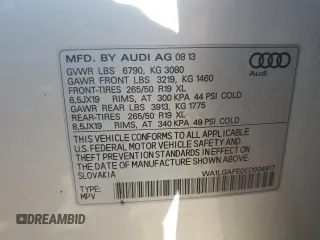 MFD. BY AUDI AG 08 13
GVWR LBS 6790, KG 3080
GAWR FRONT LBS 3219, KG 1460
FRONT-TIRES 265/50 R19 XL
8,5JX19 RIMS, AT 300 KPA 44 PSI COLD
GAWR REAR LBS 3913, KG 1775
REAR-TIRES 265/50 R19 XL
8,5JX19 RIMS, AT 340 KPA 49 PSI COLD
THIS VEHICLE CONFORMS TO ALL APPLICABLE
U.S. FEDERAL MOTOR VEHICLE SAFETY AND
THEFT PREVENTION STANDARDS IN EFFECT ON
THE DATE OF MANUFACTURE SHOWN ABOVE.
SLOVAKIA
TYPE:
MPV
Audi
DREAMBID.COM